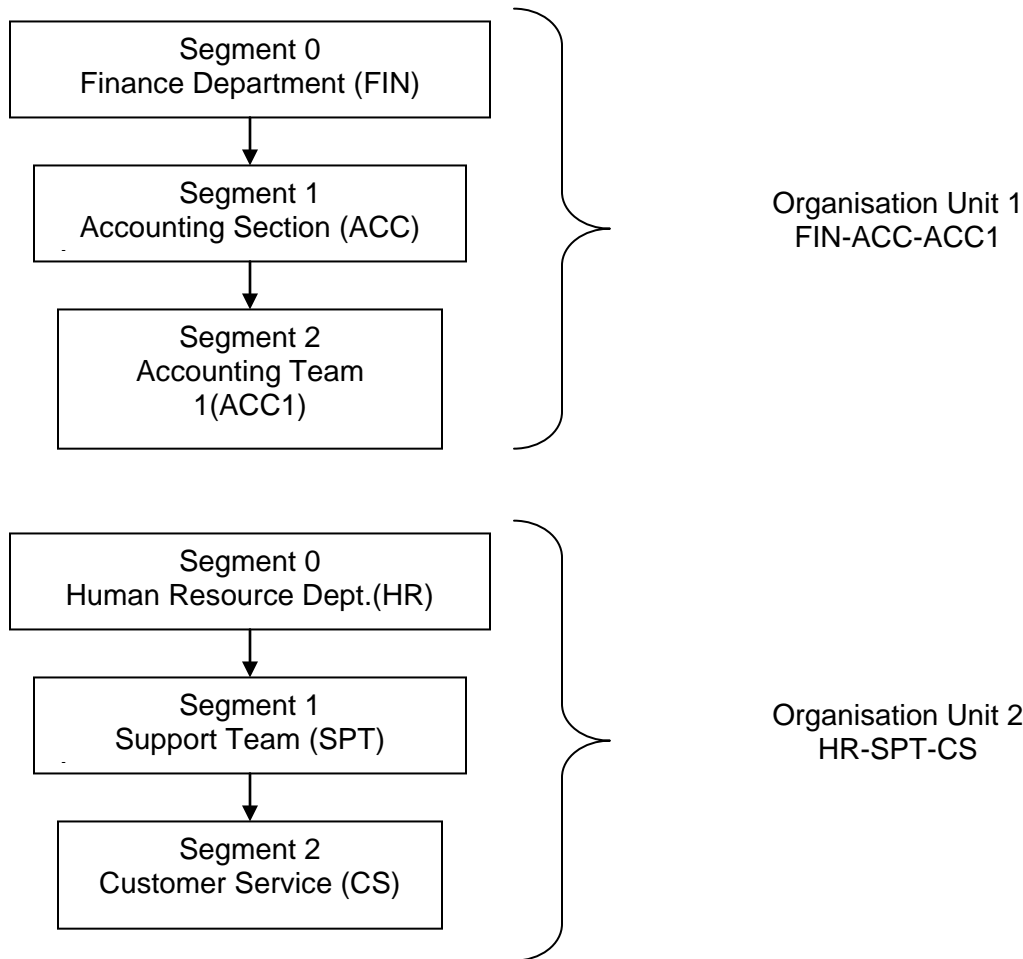 Segment 0
Finance Department (FIN)
Segment 1
Accounting Section (ACC)
Segment 2
Accounting Team
1(ACC1)
Organisation Unit 1
FIN-ACC-ACC1
Segment 0
Human Resource Dept.(HR)
Segment 1
Support Team (SPT)
Segment 2
Customer Service (CS)
Organisation Unit 2
HR-SPT-CS